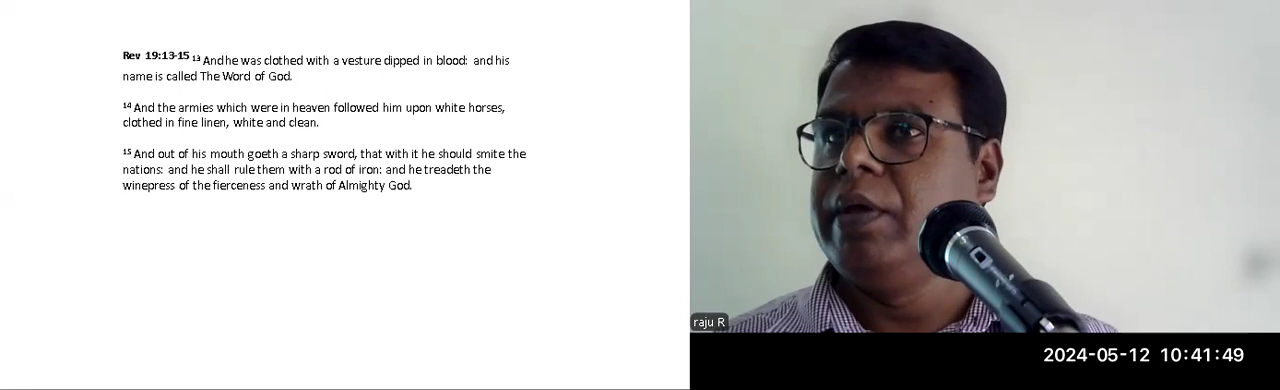 Rev 19:13-15 13 And he was clothed with a vesture dipped in blood: and his
name is called The Word of God.
14 And the armies which were in heaven followed him upon white horses,
clothed in fine linen, white and clean.
15 And out of his mouth goeth a sharp sword, that with it he should smite the
nations: and he shall rule them with a rod of iron: and he treadeth the
winepress of the fierceness and wrath of Almighty God.
raju R
2024-05-12 10:41:49